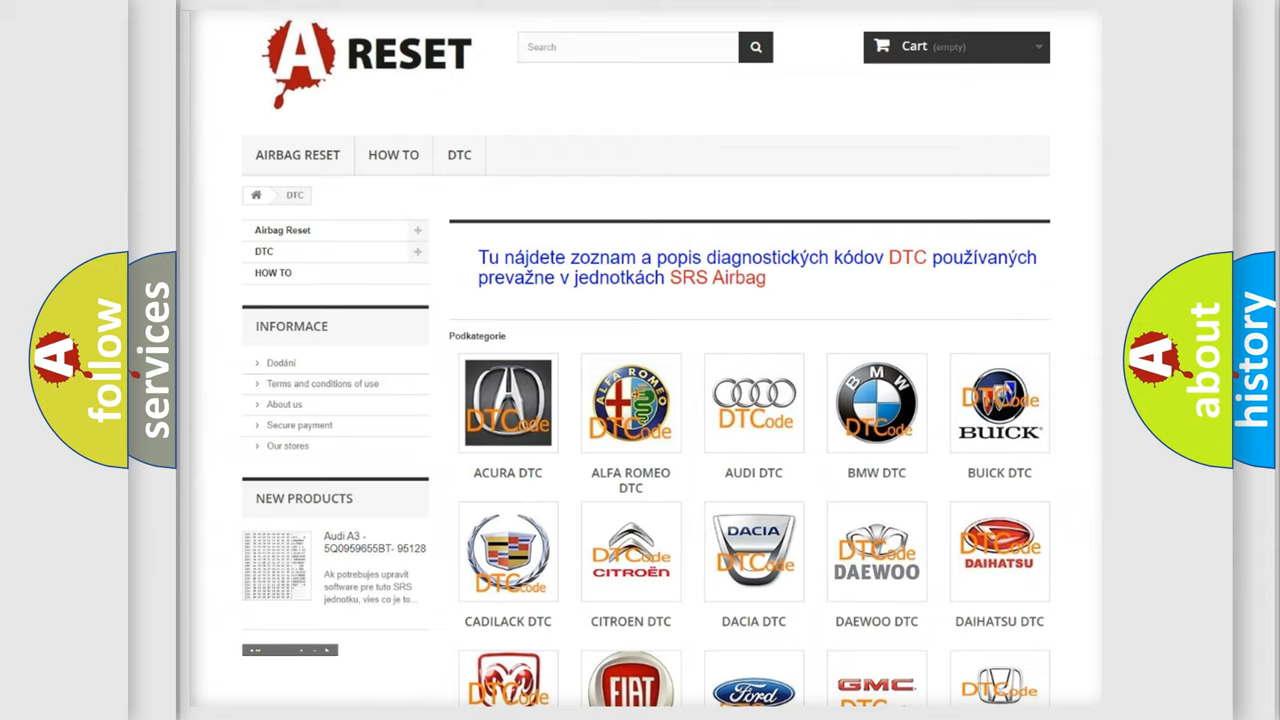 A RESET
Search
Cart (empty)
AIRBAG RESET
HOW TO
DTC
DTC
Airbag Reset
DTC
HOW TO
Tu nájdete zoznam a popis diagnostických kódov DTC používaných
prevažne v jednotkách SRS Airbag
INFORMACE
Dodání
Terms and conditions of use
About us
Secure payment
Our stores
Podkategorie
DTCode
ACURA DTC
ALFA ROMEO
DTCode
ALFA ROMEO
DTC
DTCode
AUDI DTC
BMW
DTCode
BMW DTC
DTCode
BUICK
BUICK DTC
NEW PRODUCTS
Audi A3 -
5Q0959655BT- 95128
Ak potrebujes upravit
software pre tuto SRS
jednotku, vies co je to...
DTCode
CADILACK DTC
DTCode
CITROËN
CITROEN DTC
DACIA
DTCode
DACIA DTC
DTCode
DAEWOO
DAEWOO DTC
DTCode
DAIHATSU
DAIHATSU DTC
DTCode
FIAT
Ford
GMC
DTCode
A follow
services
A about
history